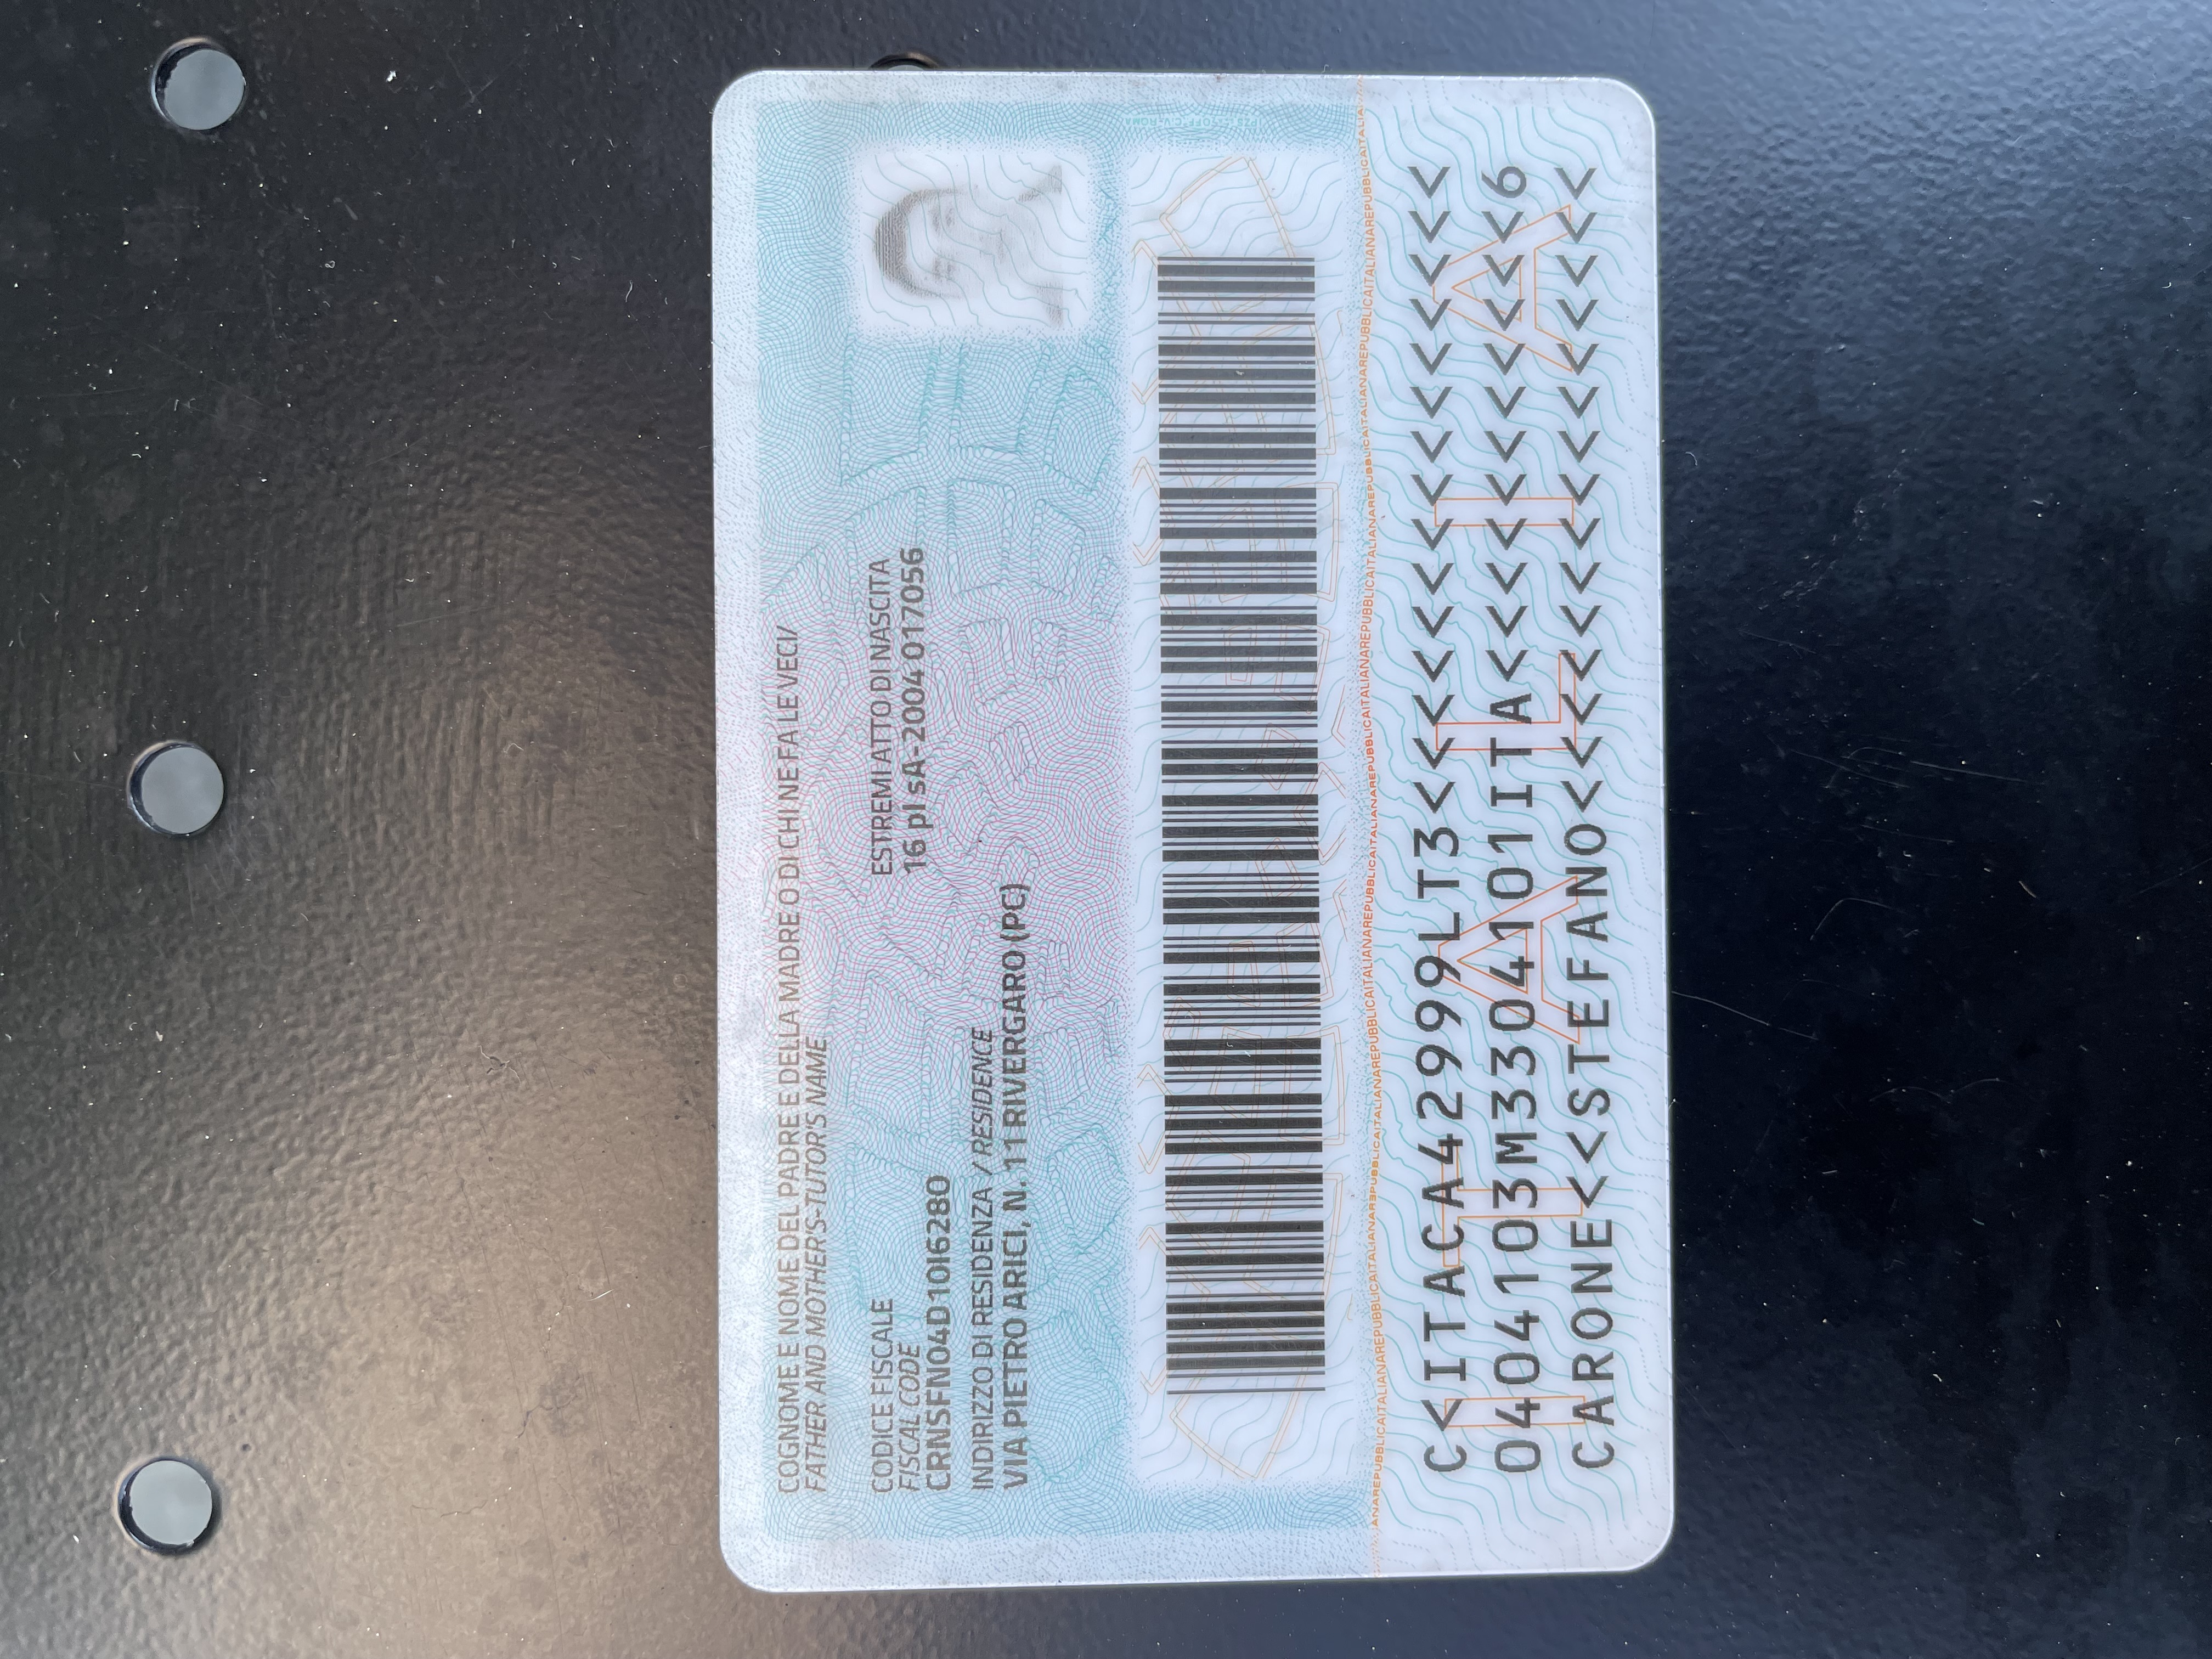 COGNOME E NOME DEL PADRE E DELLA MADRE O DI CHI NE FA LE VECI/
FATHER AND MOTHER'S-TUTOR'S NAME
CODICE FISCALE
FISCAL CODE
CRNSFN04D10I628O
ESTREMI ATTO DI NASCITA
16 pI sA-2004 017056
INDIRIZZO DI RESIDENZA / RESIDENCE
VIA PIETRO ARICI, N. 11 RIVERGARO (PC)
ANAREPUBBLICAITALIANAREPUBBLICAITALIANAREPUBBLICAITALIANAREPUBBLICAITALIANAREPUBBLICAITALIANAREPUBBLICAITALIANAREPUBBLICAITALIANAREPUBBLICAITALIA
C<ITACA42999LT3<<<<<<<<<<<<<<<
0404103M3304101ITA<<<<<<<<<<<6
CARONE<<STEFANO<<<<<<<<<<<<<<<
ITALIA